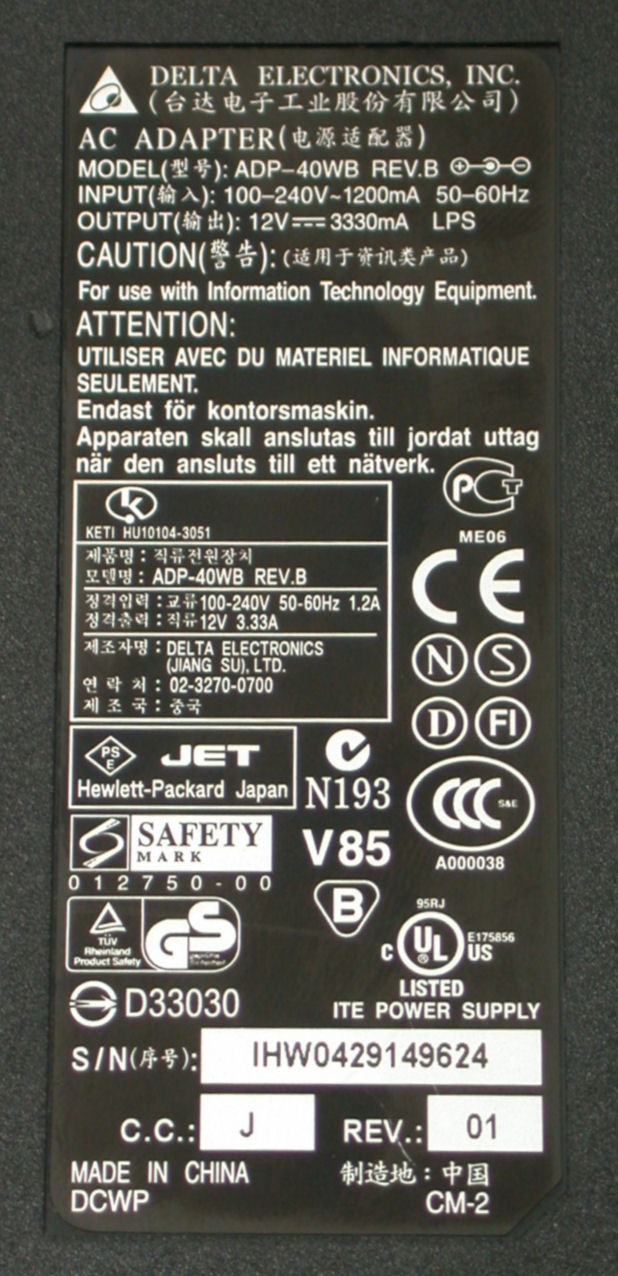 DELTA ELECTRONICS, INC.
(台达电子工业股份有限公司)
AC ADAPTER(电源适配器)
MODEL(型号): ADP-40WB REV.B
INPUT(输入): 100-240V~1200mA 50-60Hz
OUTPUT(输出): 12V⎓3330mA LPS
CAUTION(警告): (适用于资讯类产品)
For use with Information Technology Equipment.
ATTENTION:
UTILISER AVEC DU MATERIEL INFORMATIQUE
SEULEMENT.
Endast för kontorsmaskin.
Apparaten skall anslutas till jordat uttag
när den ansluts till ett nätverk.
PCT
ME06
KETI HU10104-3051
제품명 : 직류전원장치
모델명 : ADP-40WB REV.B
정격입력 : 교류 100-240V 50-60Hz 1.2A
정격출력 : 직류 12V 3.33A
제조자명 : DELTA ELECTRONICS
(JIANG SU), LTD.
연락처 : 02-3270-0700
제조국 : 중국
CE
N S
D FI
PS E JET
Hewlett-Packard Japan
N193
CCC S&E
A000038
SAFETY
MARK
012750-00
V85
B
TÜV
Rheinland
Product Safety
GS
geprüfte
Sicherheit
95RJ
C UL US
® E175856
LISTED
ITE POWER SUPPLY
D33030
S/N(序号): IHW0429149624
C.C.: J REV.: 01
MADE IN CHINA 制造地 : 中国
DCWP CM-2